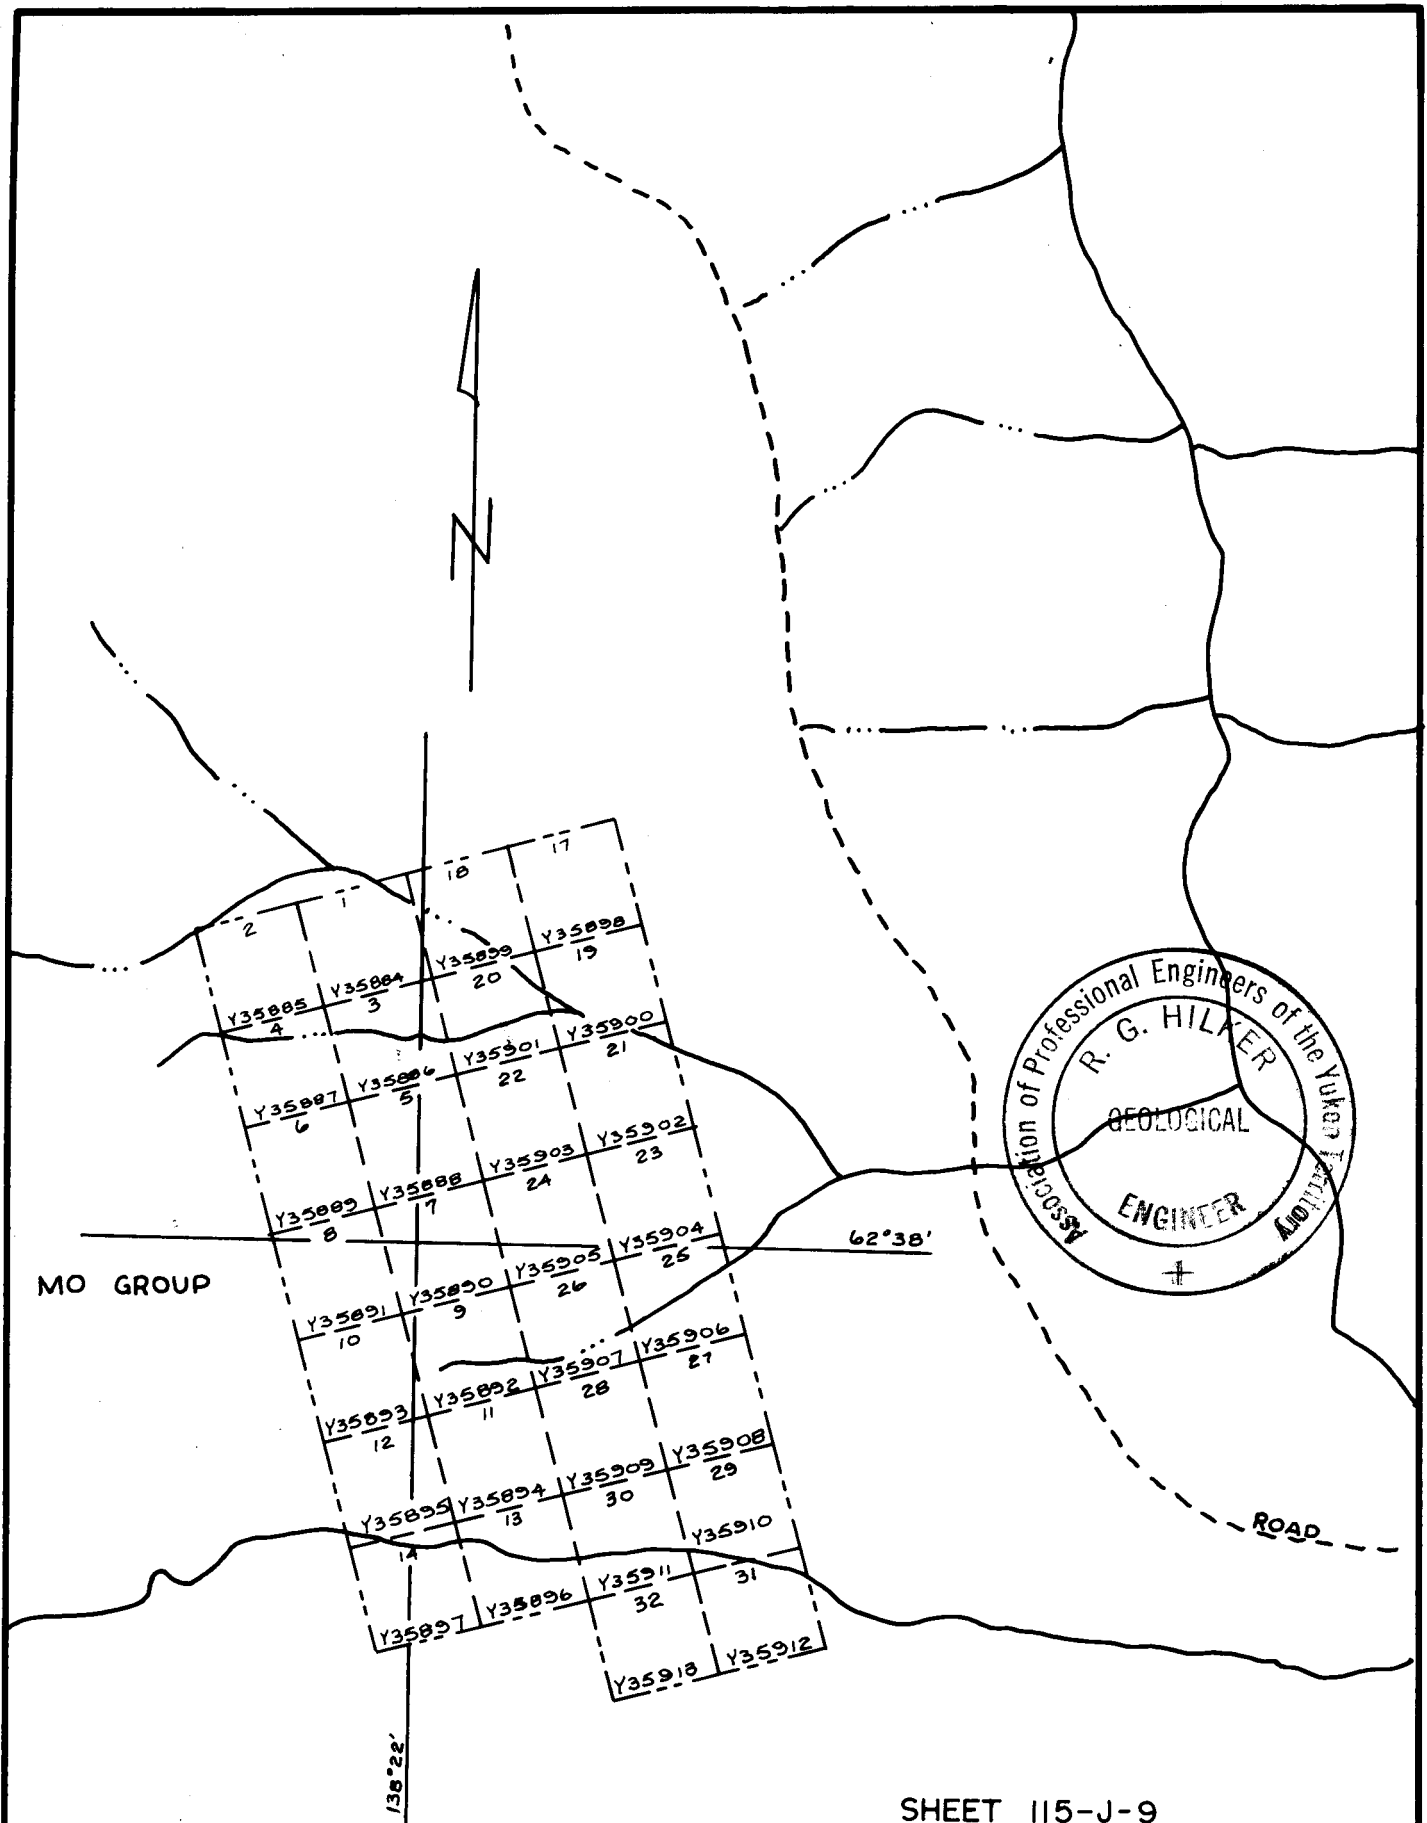 N
17
18
1
2
Y35898
19
Y35899
20
Y35884
3
Y35885
4
Y35900
21
Y35901
22
Y35886
5
Y35887
6
Y35902
23
Y35903
24
Y35888
7
Y35889
8
Y35904
25
Y35905
26
Y35890
9
Y35891
10
62°38'
MO GROUP
Y35906
27
Y35907
28
Y35892
11
Y35893
12
Y35908
29
Y35909
30
Y35894
13
Y35895
14
Y35910
31
Y35911
32
Y35896
Y35897
Y35912
Y35913
138°22'
ROAD
Association of Professional Engineers of the Yukon Territory
R. G. HILKER
GEOLOGICAL
ENGINEER
SHEET 115-J-9